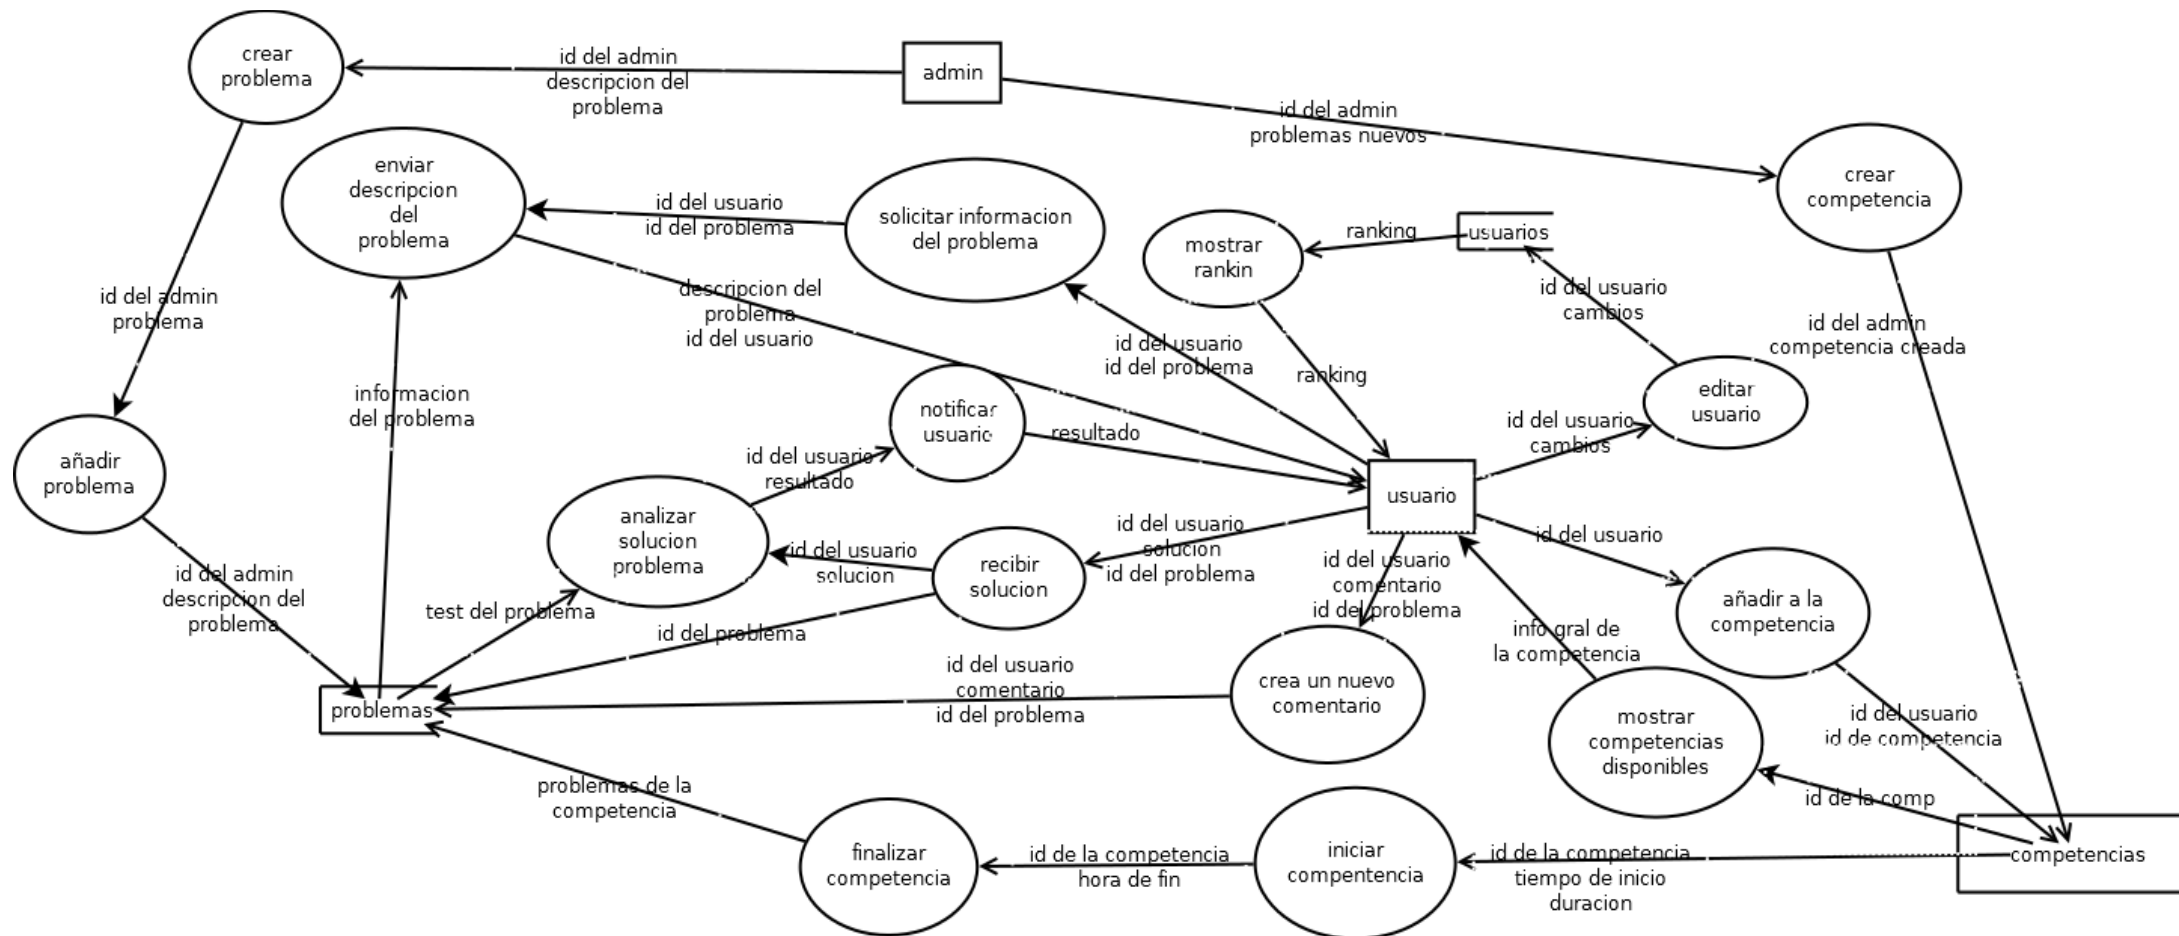 crear
problema
id del admin
descripcion del
problema
admin
id del admin
problemas nuevos
crear
competencia
enviar
descripcion
del
problema
id del usuario
id del problema
solicitar informacion
del problema
mostrar
rankin
ranking
usuarios
id del usuario
cambios
id del admin
problema
descripcion del
problema
id del usuario
id del usuario
id del problema
ranking
id del admin
competencia creada
informacion
del problema
notificar
usuario
resultado
id del usuario
cambios
editar
usuario
añadir
problema
id del usuario
resultado
usuario
analizar
solucion
problema
id del usuario
solucion
recibir
solucion
id del usuario
solucion
id del problema
id del usuario
comentario
id del problema
id del usuario
añadir a la
competencia
id del admin
descripcion del
problema
test del problema
id del problema
info gral de
la competencia
problemas
id del usuario
comentario
id del problema
crea un nuevo
comentario
mostrar
competencias
disponibles
id del usuario
id de competencia
problemas de la
competencia
id de la comp
finalizar
competencia
id de la competencia
hora de fin
iniciar
compentencia
id de la competencia
tiempo de inicio
duracion
competencias